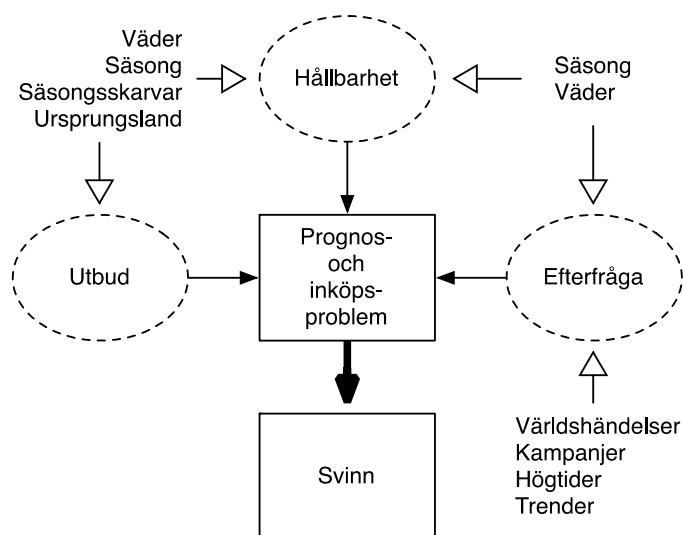 Väder
Säsong
Säsongsskarvar
Ursprungsland
Hållbarhet
Säsong
Väder
Utbud
Prognos-
och
inköps-
problem
Efterfråga
Svinn
Världshändelser
Kampanjer
Högtider
Trender